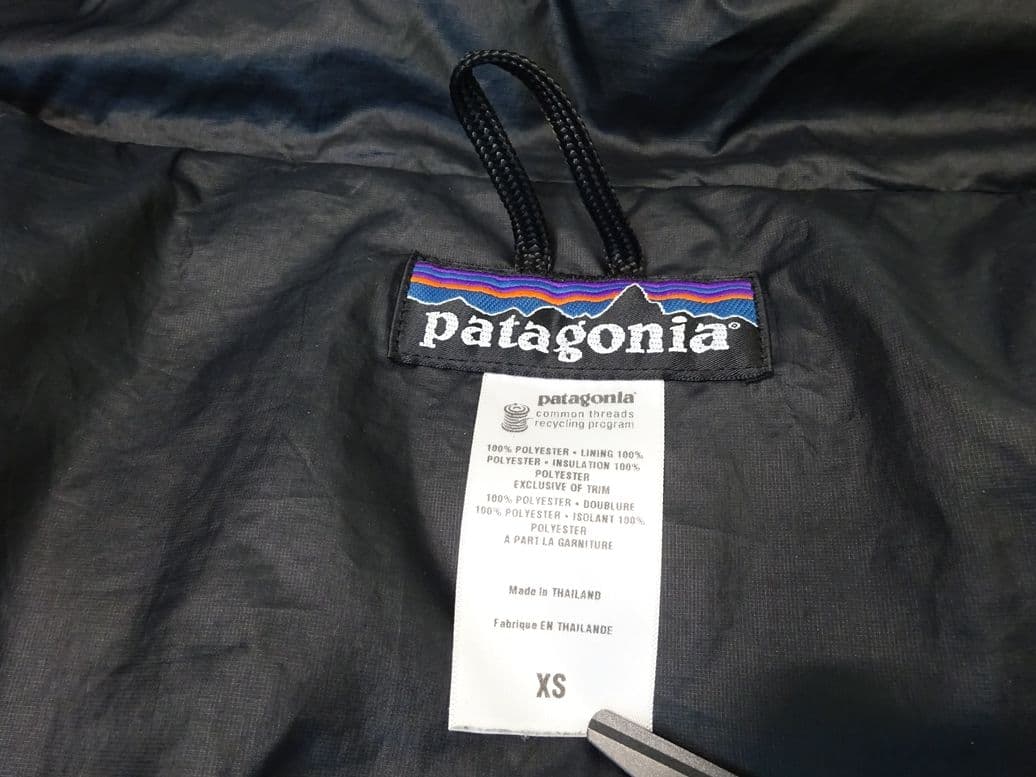 patagonia®
patagonia®
common threads
recycling program
100% POLYESTER • LINING 100%
POLYESTER • INSULATION 100%
POLYESTER
EXCLUSIVE OF TRIM
100% POLYESTER • DOUBLURE
100% POLYESTER • ISOLANT 100%
POLYESTER
A PART LA GARNITURE
Made in THAILAND
Fabrique EN THAILANDE
XS